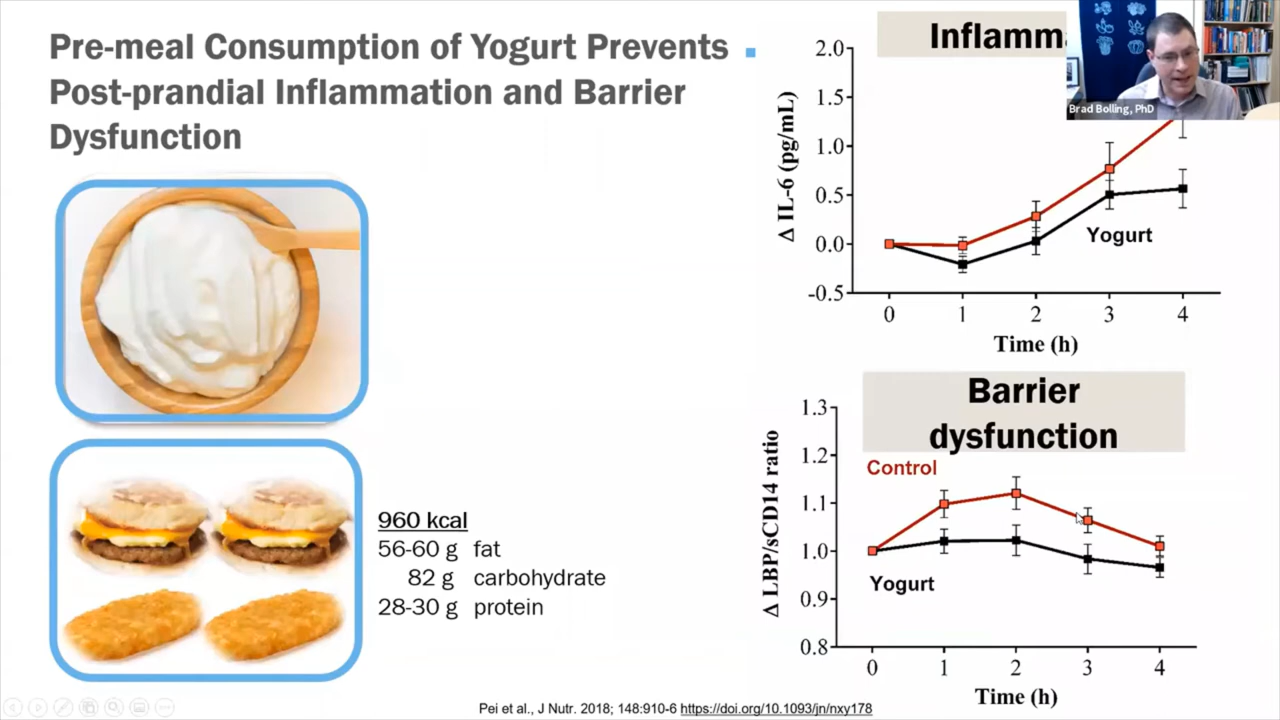 Pre-meal Consumption of Yogurt Prevents
Post-prandial Inflammation and Barrier
Dysfunction
960 kcal
56-60 g fat
82 g carbohydrate
28-30 g protein
Inflamm
Brad Bolling, PhD
Δ IL-6 (pg/mL)
2.0
1.5
1.0
0.5
0.0
-0.5
Yogurt
0 1 2 3 4
Time (h)
Barrier
dysfunction
Δ LBP/sCD14 ratio
1.3
1.2
1.1
1.0
0.9
0.8
Control
Yogurt
0 1 2 3 4
Time (h)
Pei et al., J Nutr. 2018; 148:910-6 https://doi.org/10.1093/jn/nxy178